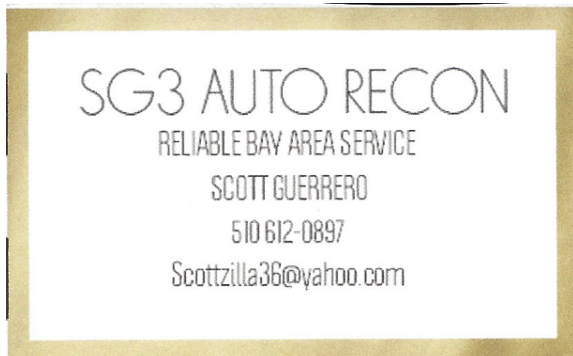 SG3 AUTO RECON
RELIABLE BAY AREA SERVICE
SCOTT GUERRERO
510 612-0897
Scottzilla36@yahoo.com